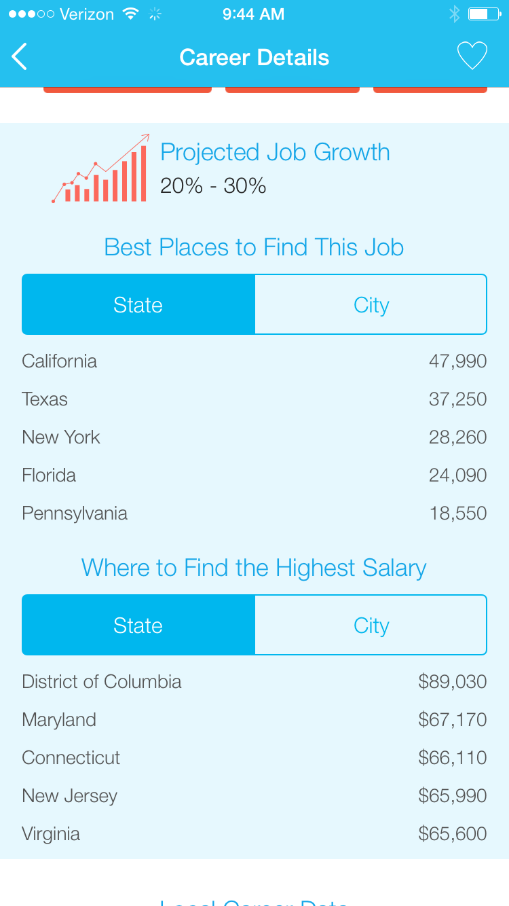 Verizon 9:44 AM
Career Details
Projected Job Growth
20% - 30%
Best Places to Find This Job
State City
California 47,990
Texas 37,250
New York 28,260
Florida 24,090
Pennsylvania 18,550
Where to Find the Highest Salary
State City
District of Columbia $89,030
Maryland $67,170
Connecticut $66,110
New Jersey $65,990
Virginia $65,600
Local Career Data